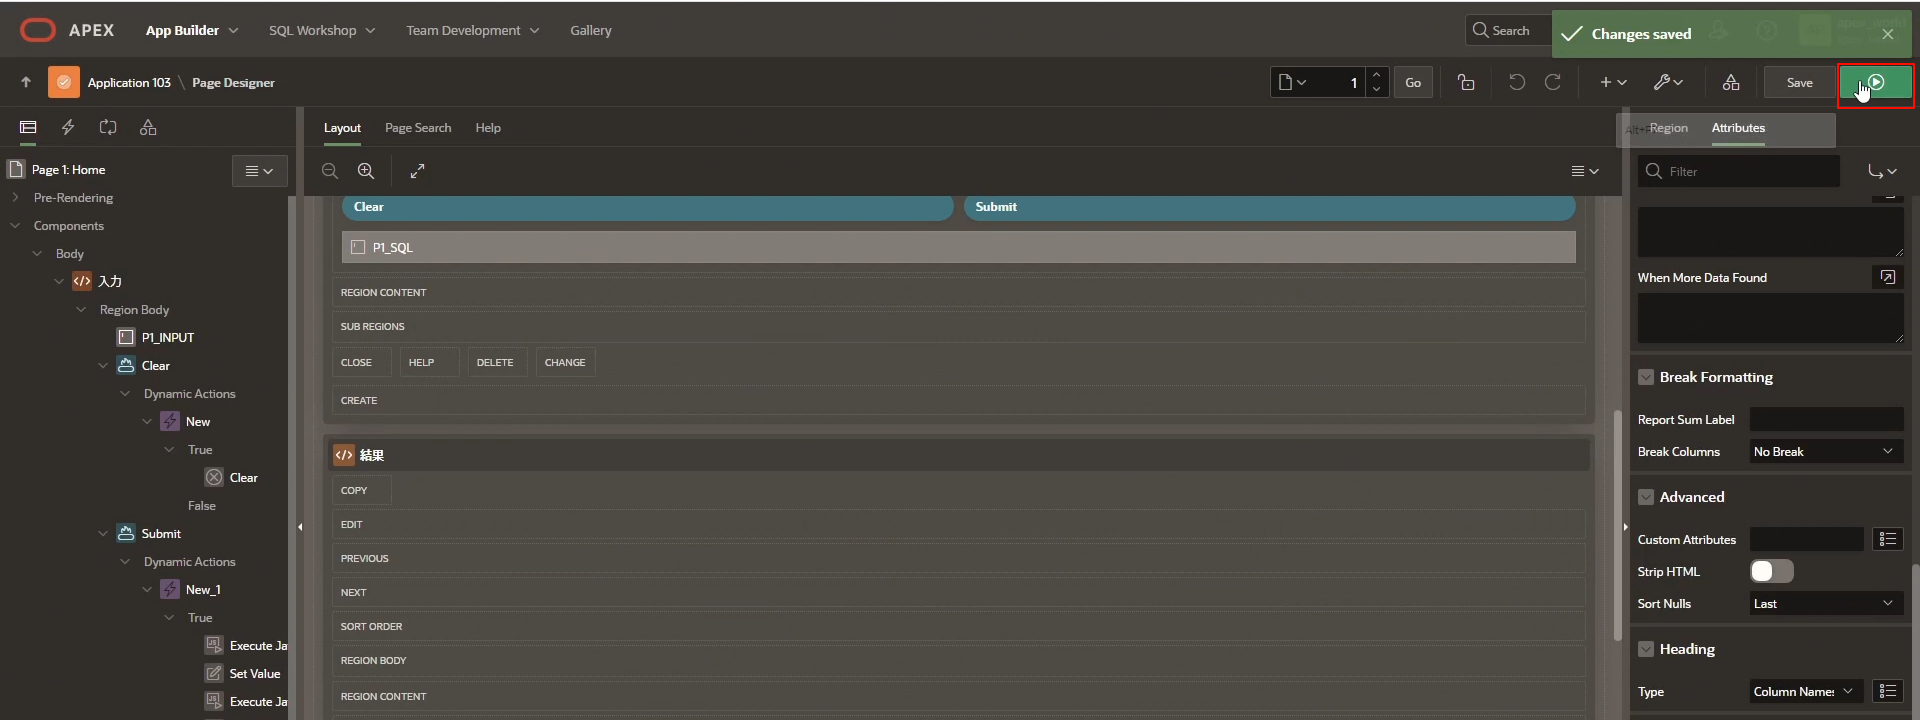 APEX App Builder SQL Workshop Team Development Gallery Search Changes saved
Application 103 \ Page Designer 1 Go Save
Layout Page Search Help Region Attributes
Page 1: Home Filter
Pre-Rendering
Components
Clear Submit
Body
P1_SQL
入力
When More Data Found
REGION CONTENT
Region Body
SUB REGIONS
P1_INPUT
Clear
CLOSE HELP DELETE CHANGE
Break Formatting
Dynamic Actions
CREATE
New
Report Sum Label
True
結果
Break Columns No Break
Clear
COPY
Advanced
False
EDIT
Submit
Custom Attributes
Dynamic Actions
PREVIOUS
Strip HTML
New_1
NEXT
Sort Nulls Last
True
SORT ORDER
Execute Ja
Heading
REGION BODY
Set Value
Type Column Names
Execute Ja
REGION CONTENT